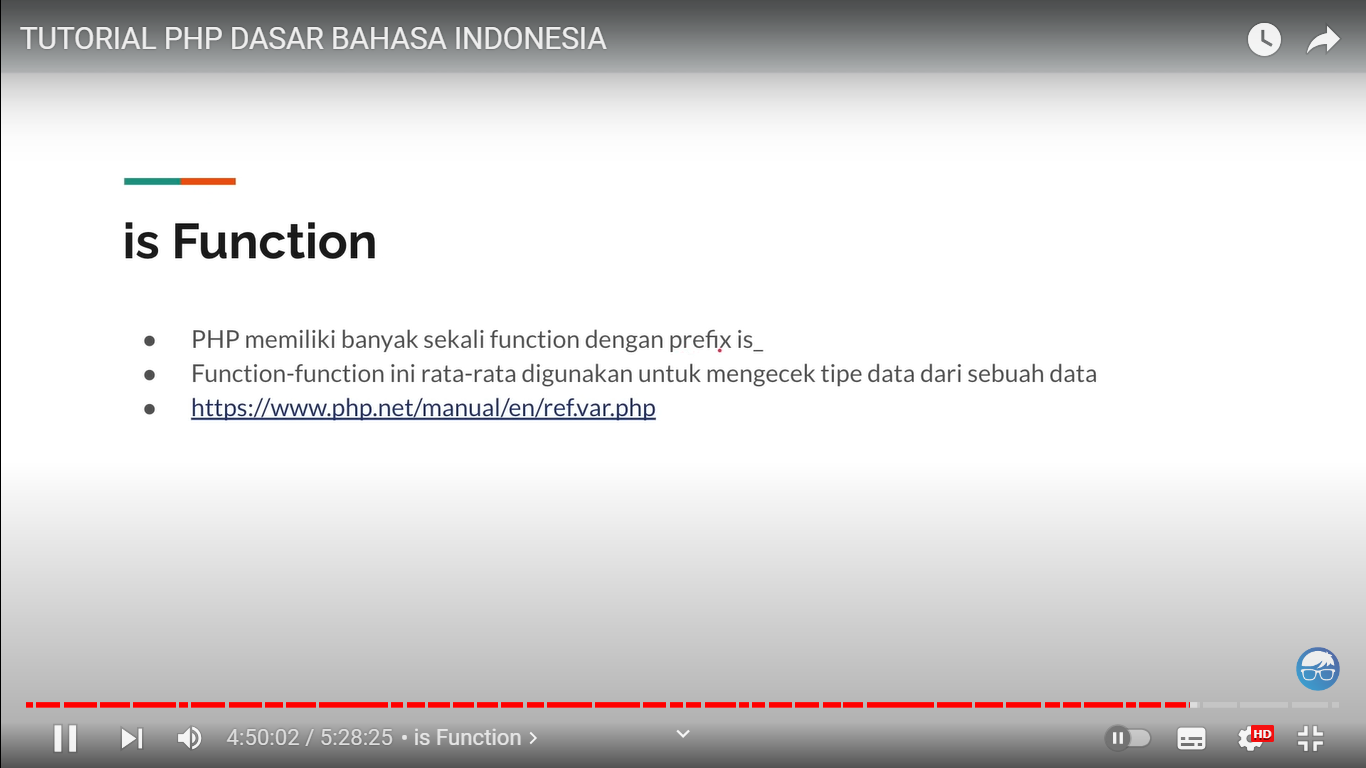 TUTORIAL PHP DASAR BAHASA INDONESIA
is Function
● PHP memiliki banyak sekali function dengan prefix is_
● Function-function ini rata-rata digunakan untuk mengecek tipe data dari sebuah data
● https://www.php.net/manual/en/ref.var.php
4:50:02 / 5:28:25 • is Function >
HD